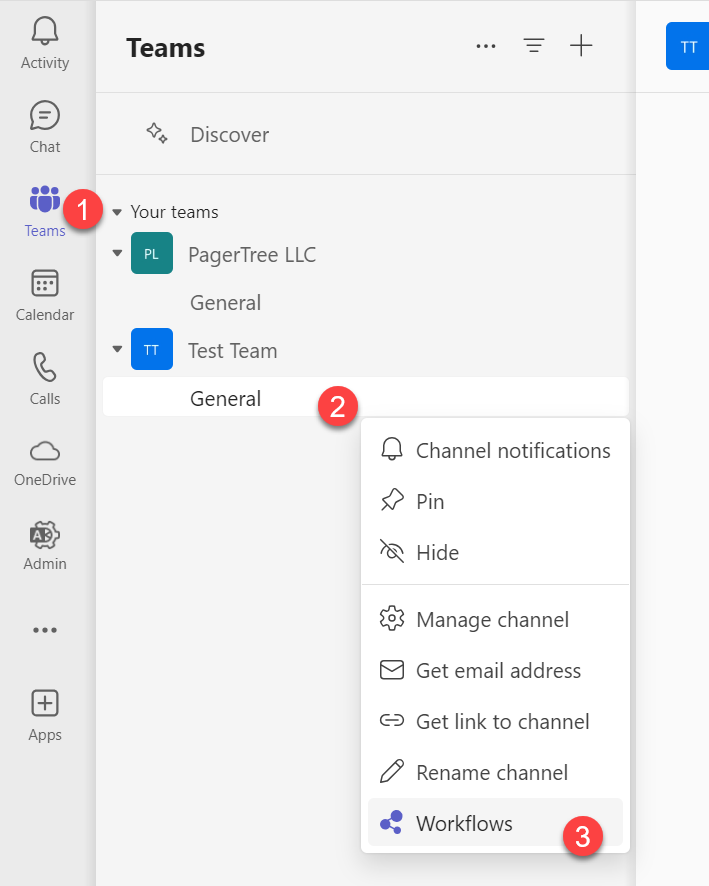 Activity
Chat
Teams
Calendar
Calls
OneDrive
A
Admin
Apps
Teams
Discover
1
Your teams
PL PagerTree LLC
General
TT Test Team
General
2
Channel notifications
Pin
Hide
Manage channel
Get email address
Get link to channel
Rename channel
Workflows
3
TT